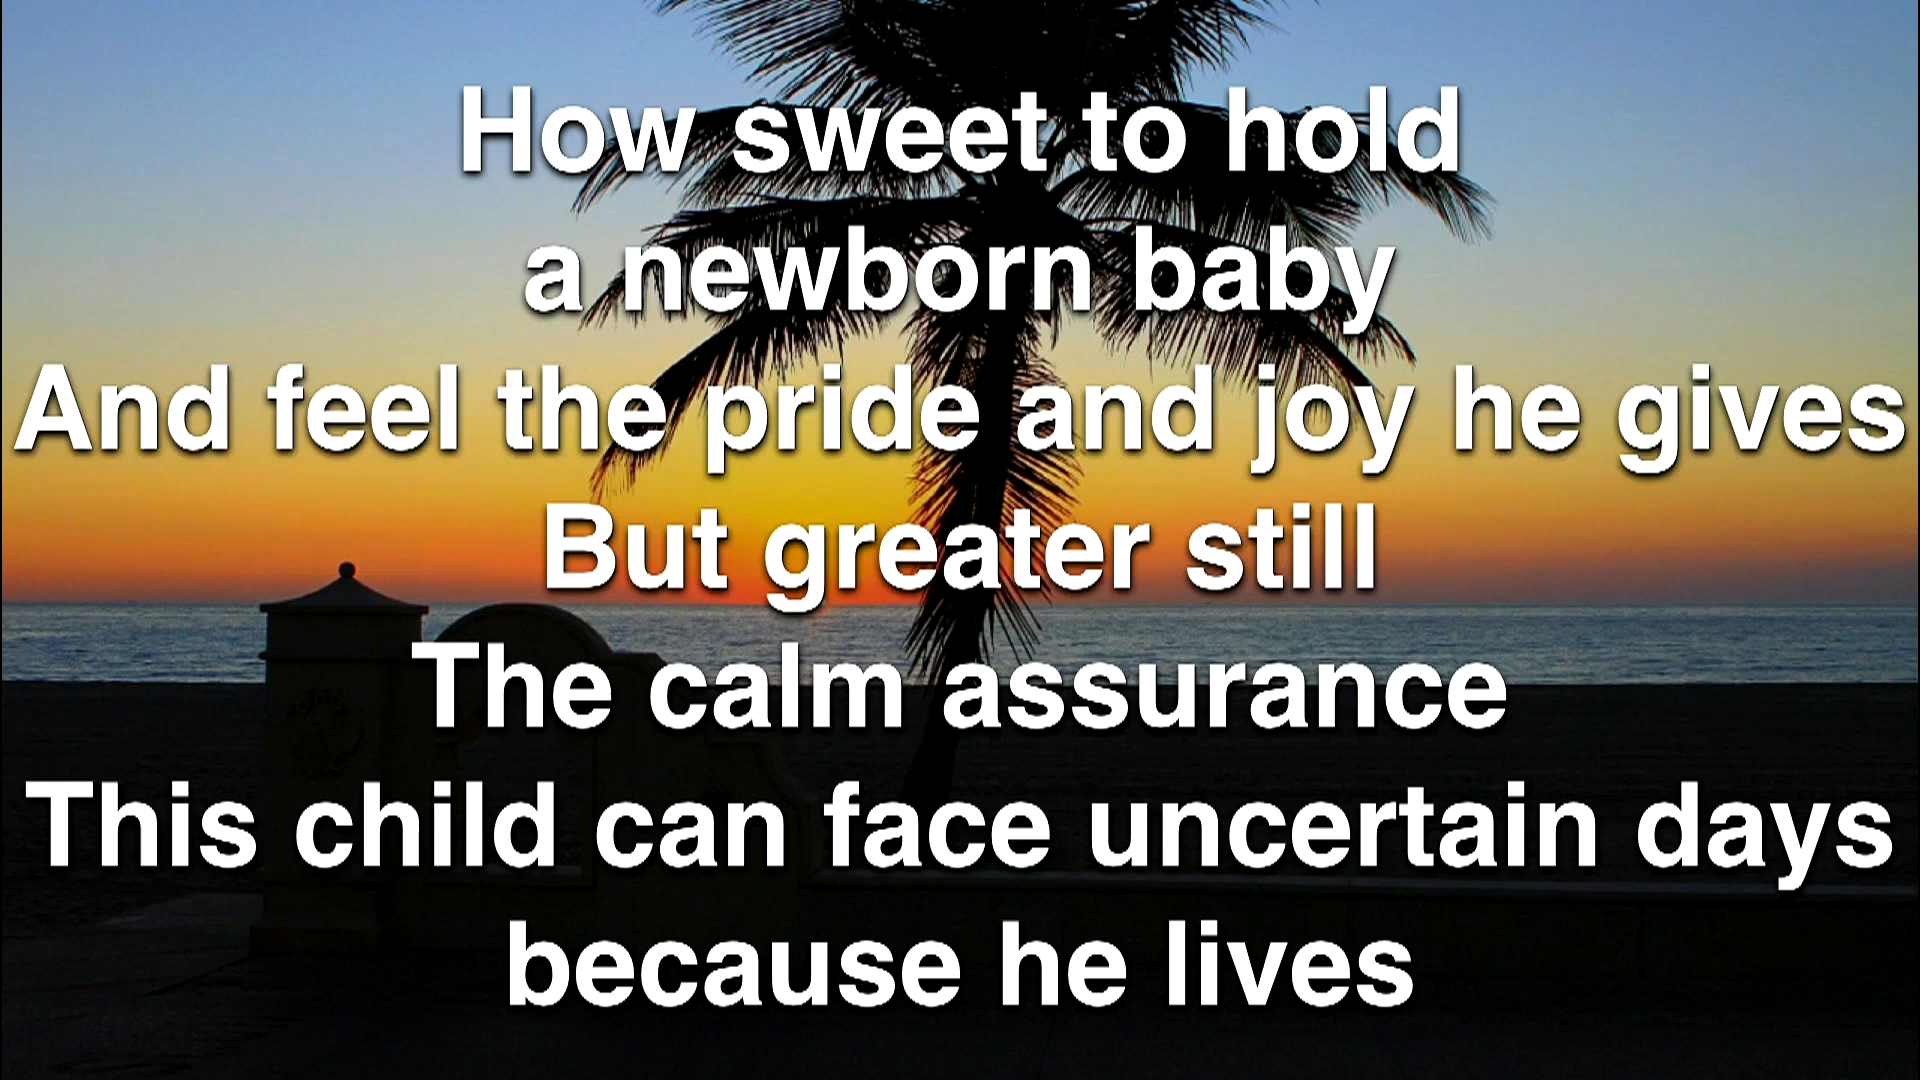 How sweet to hold
a newborn baby
And feel the pride and joy he gives
But greater still
The calm assurance
This child can face uncertain days
because he lives